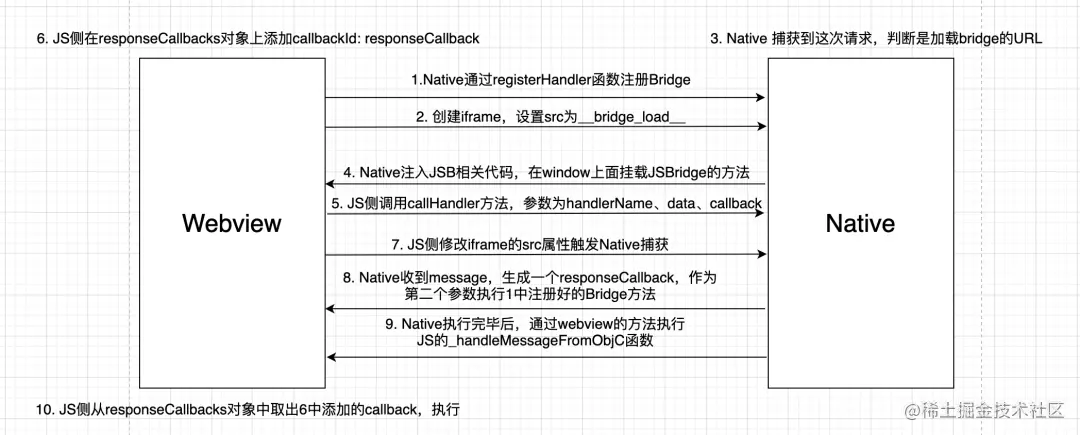 6. JS侧在responseCallbacks对象上添加callbackId: responseCallback
3. Native 捕获到这次请求，判断是加载bridge的URL
1.Native通过registerHandler函数注册Bridge
2. 创建iframe，设置src为__bridge_load__
4. Native注入JSB相关代码，在window上面挂载JSBridge的方法
5. JS侧调用callHandler方法，参数为handlerName、data、callback
Webview
Native
7. JS侧修改iframe的src属性触发Native捕获
8. Native收到message，生成一个responseCallback，作为
第二个参数执行1中注册好的Bridge方法
9. Native执行完毕后，通过webview的方法执行
JS的_handleMessageFromObjC函数
10. JS侧从responseCallbacks对象中取出6中添加的callback，执行
@稀土掘金技术社区